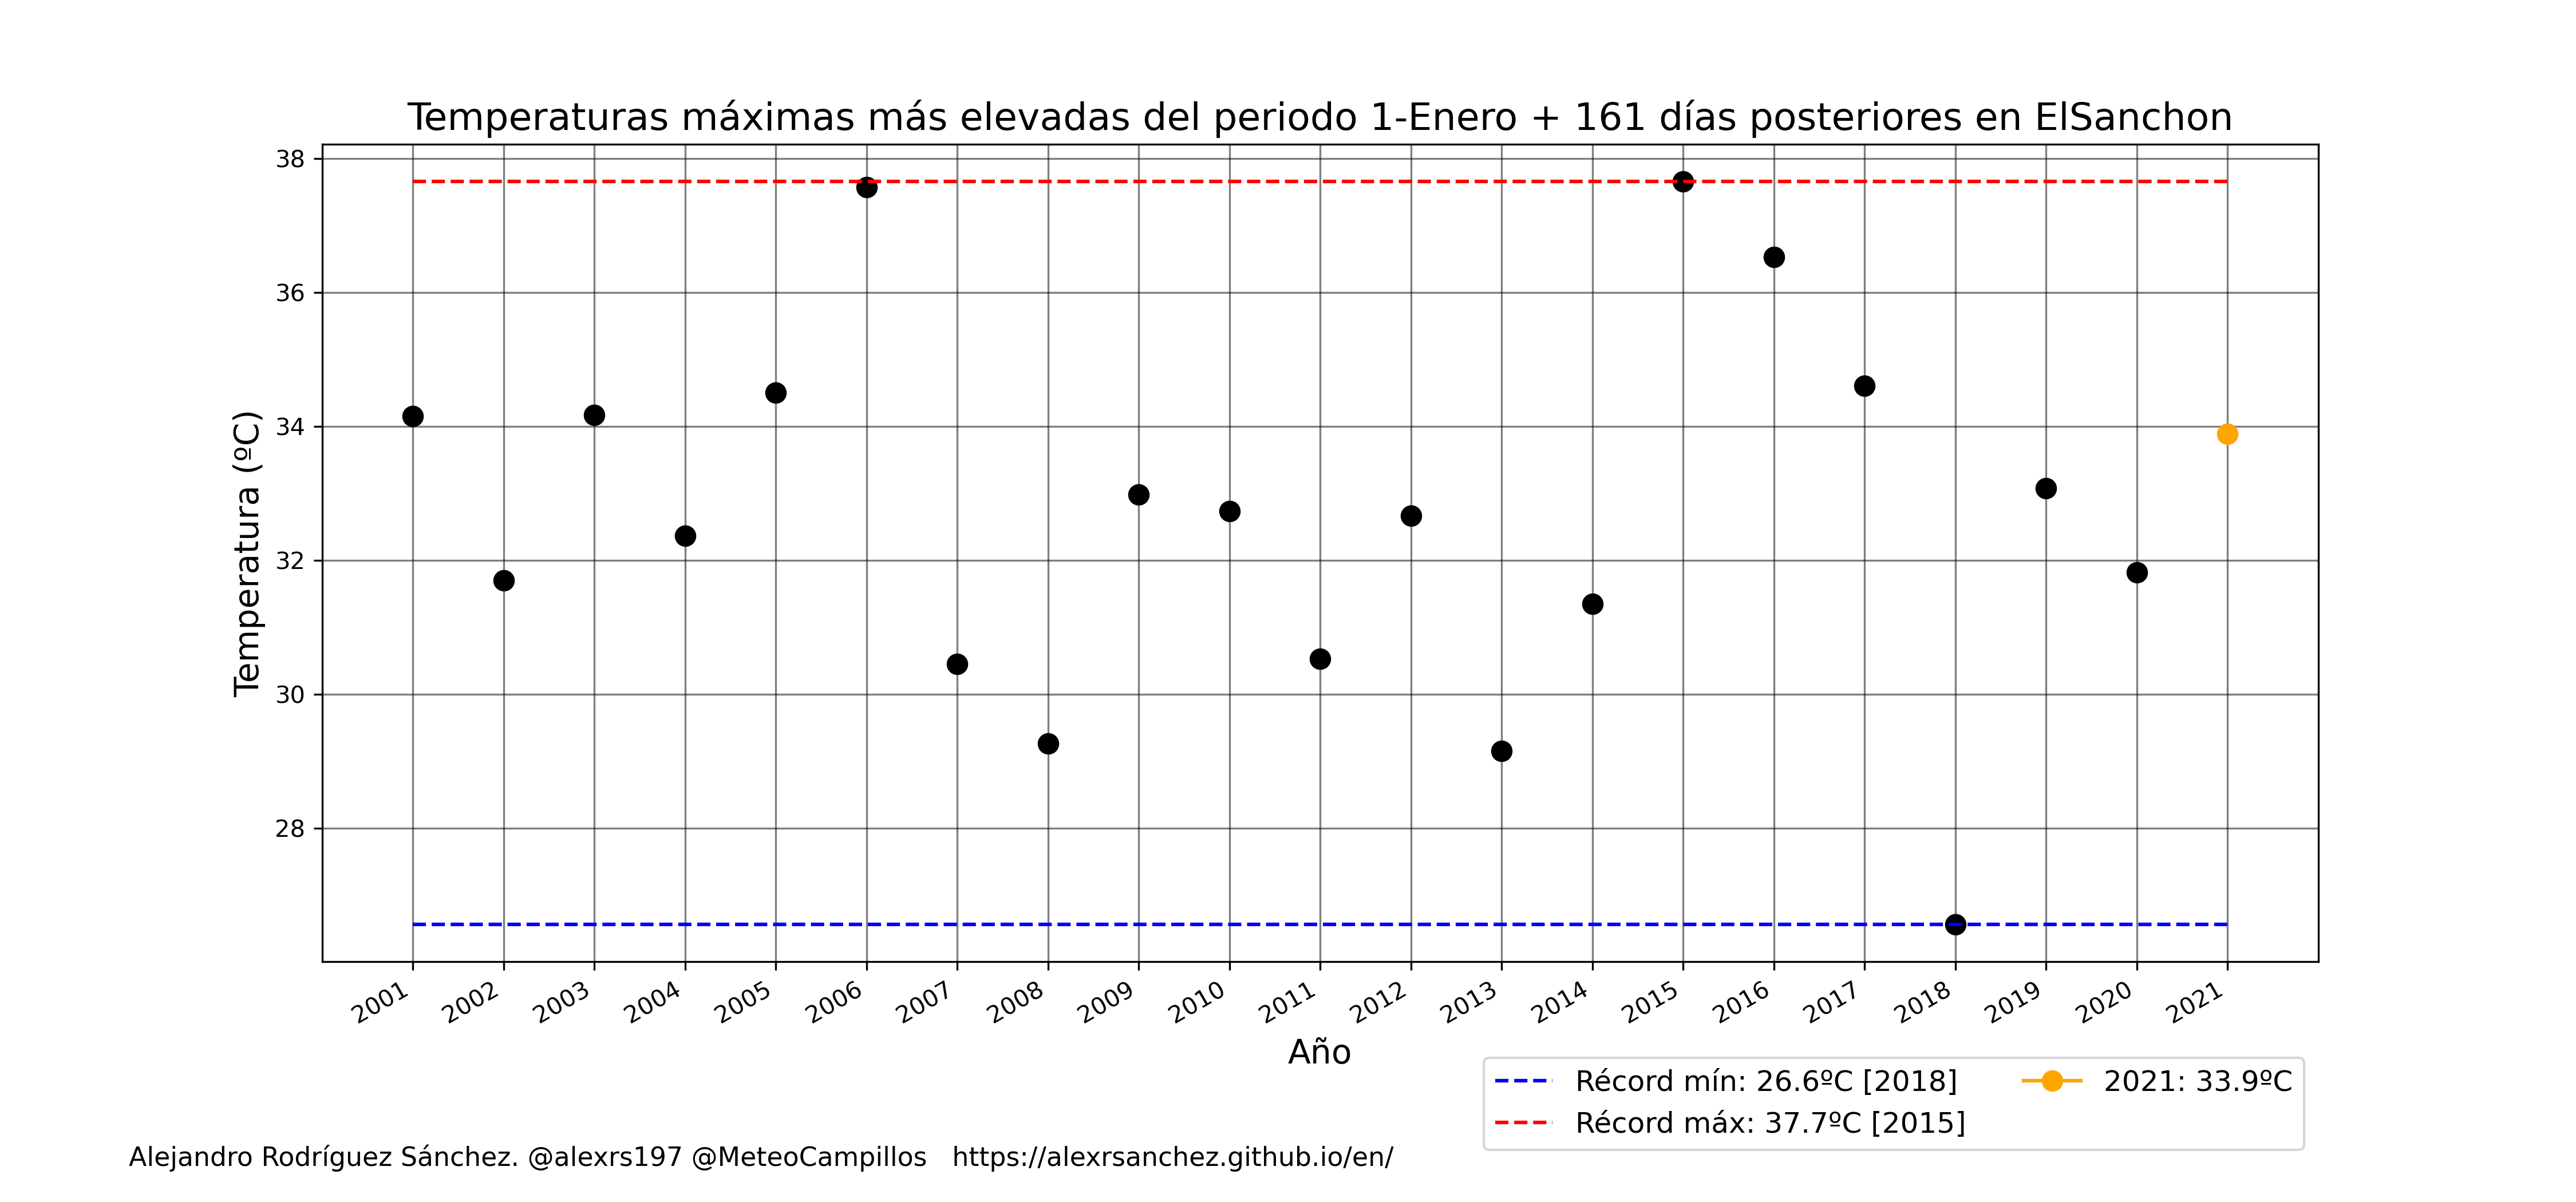 Temperaturas máximas más elevadas del periodo 1-Enero + 161 días posteriores en ElSanchon
Temperatura (ºC)
38
36
34
32
30
28
2001 2002 2003 2004 2005 2006 2007 2008 2009 2010 2011 2012 2013 2014 2015 2016 2017 2018 2019 2020 2021
Año
Récord mín: 26.6ºC [2018]
Récord máx: 37.7ºC [2015]
2021: 33.9ºC
Alejandro Rodríguez Sánchez. @alexrs197 @MeteoCampillos https://alexrsanchez.github.io/en/